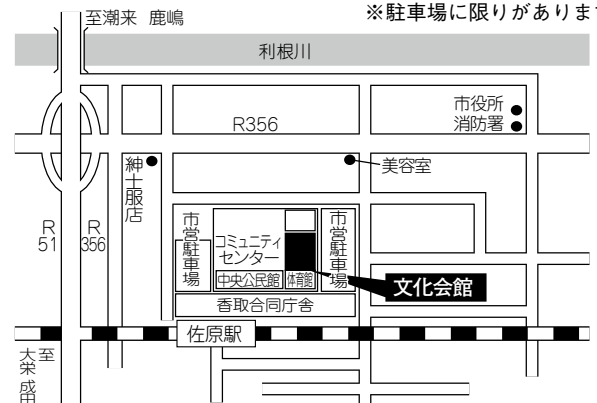 ※駐車場に限りがあります
至潮来 鹿嶋
利根川
市役所
消防署
R356
美容室
紳士服店
R
51
R
356
市営駐車場
コミュニティ
センター
中央公民館
体育館
市営駐車場
文化会館
香取合同庁舎
佐原駅
至
大栄 成田